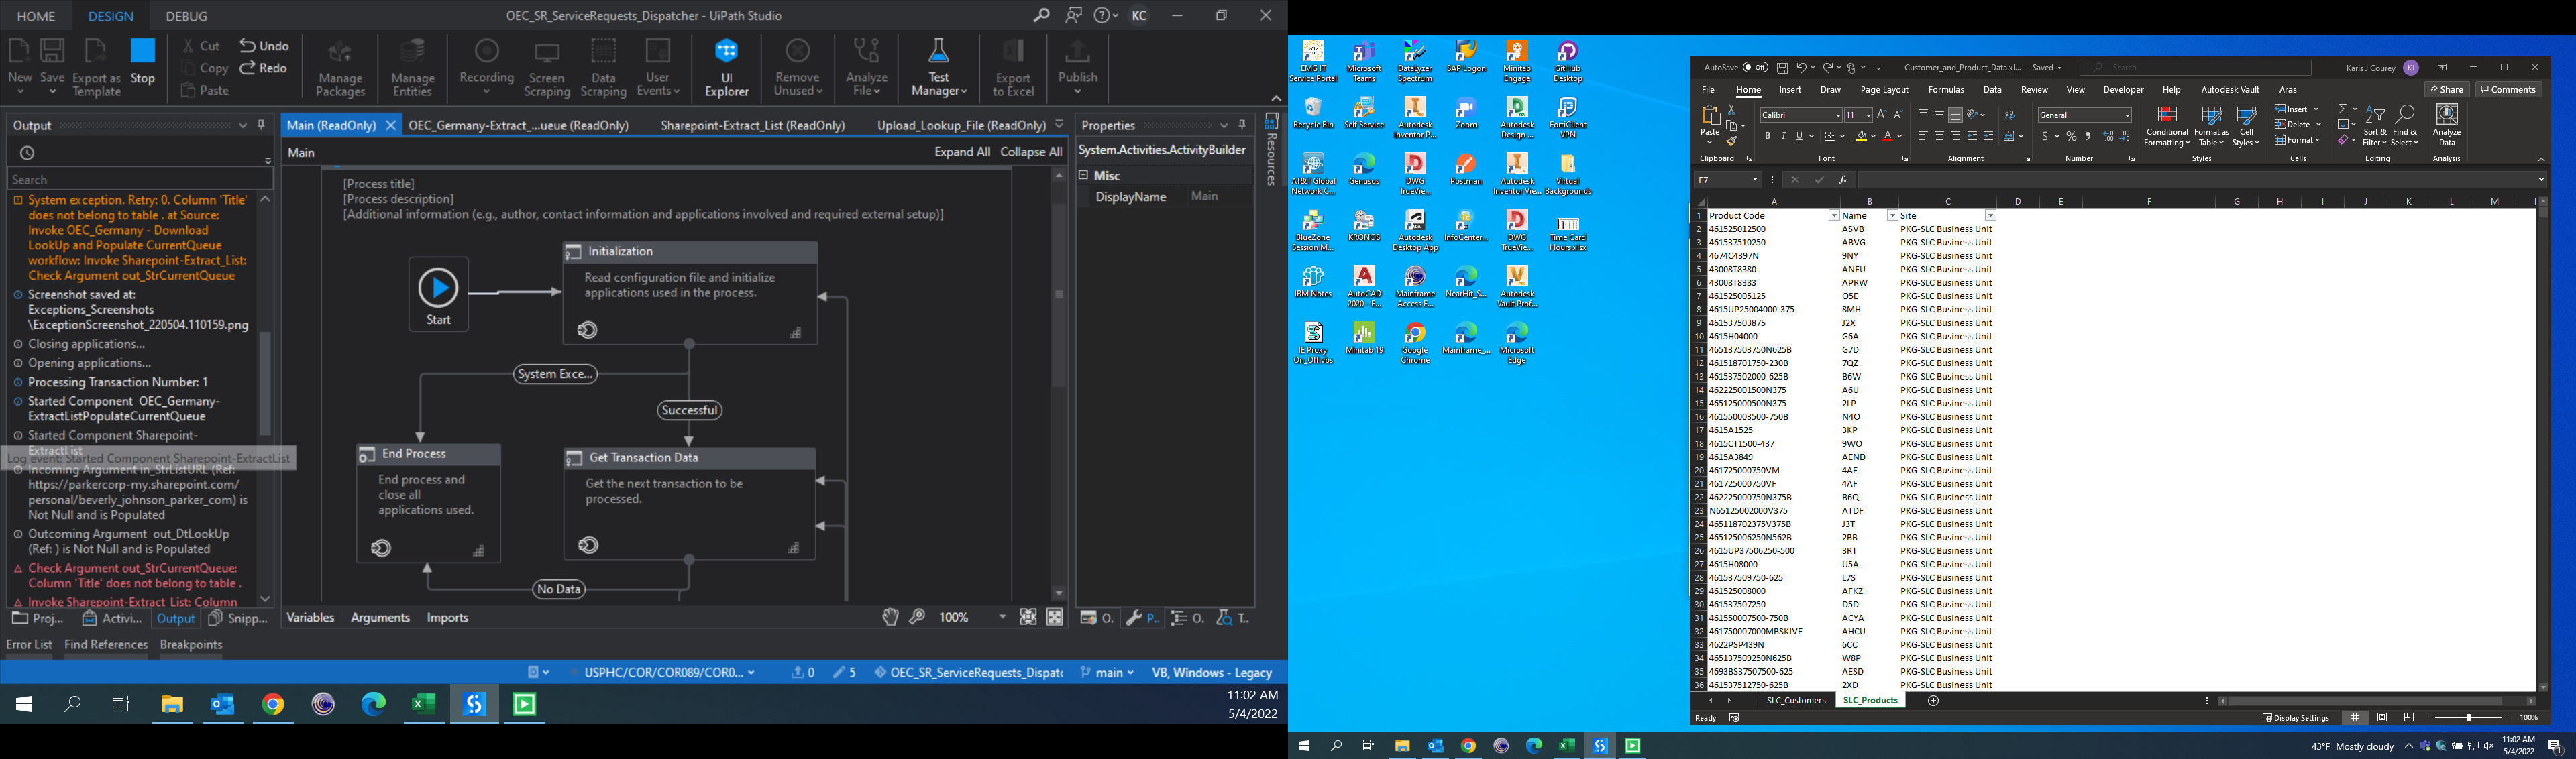 HOME DESIGN DEBUG
OEC_SR_ServiceRequests_Dispatcher - UiPath Studio
KC
New
Save
Export as
Template
Stop
Cut
Copy
Paste
Undo
Redo
Manage
Packages
Manage
Entities
Recording
Screen
Scraping
Data
Scraping
User
Events
UI
Explorer
Remove
Unused
Analyze
File
Test
Manager
Export
to Excel
Publish
Output
Search
System exception. Retry: 0. Column 'Title'
does not belong to table . at Source:
Invoke OEC_Germany - Download
LookUp and Populate CurrentQueue
workflow: Invoke Sharepoint-Extract_List:
Check Argument out_StrCurrentQueue
Screenshot saved at:
Exceptions_Screenshots
\ExceptionScreenshot_220504.110159.png
Closing applications...
Opening applications...
Processing Transaction Number: 1
Started Component OEC_Germany-
ExtractListPopulateCurrentQueue
Started Component Sharepoint-
ExtractList
Log event: Started Component Sharepoint-ExtractList
Incoming Argument in_StrListURL (Ref:
https://parkercorp-my.sharepoint.com/
personal/beverly_johnson_parker_com) is
Not Null and is Populated
Outcoming Argument out_DtLookUp
(Ref: ) is Not Null and is Populated
Check Argument out_StrCurrentQueue:
Column 'Title' does not belong to table .
Invoke Sharepoint-Extract List: Column
Proj... Activi... Output Snipp...
Error List Find References Breakpoints
Main (ReadOnly) OEC_Germany-Extract_...ueue (ReadOnly) Sharepoint-Extract_List (ReadOnly) Upload_Lookup_File (ReadOnly)
Main
Expand All Collapse All
[Process title]
[Process description]
[Additional information (e.g., author, contact information and applications involved and required external setup)]
Start
Initialization
Read configuration file and initialize
applications used in the process.
System Exce...
Successful
End Process
End process and
close all
applications used.
Get Transaction Data
Get the next transaction to be
processed.
No Data
Variables Arguments Imports
100%
Properties
System.Activities.ActivityBuilder
Misc
DisplayName Main
Resources
O. P.. O. T..
USPHC/COR/COR089/COR0...
0
5
OEC_SR_ServiceRequests_Dispatc
main
VB, Windows - Legacy
11:02 AM
5/4/2022
EMG IT
Service Portal
Microsoft
Teams
DataLyzer
Spectrum
SAP Logon
Minitab
Engage
GitHub
Desktop
Recycle Bin
Self Service
Autodesk
Inventor P...
Zoom
Autodesk
Design ...
FortiClient
VPN
AT&T Global
Network C...
Genusus
DWG
TrueVie...
Postman
Autodesk
Inventor Vie...
Virtual
Backgrounds
BlueZone
Session M...
KRONOS
Autodesk
Desktop App
InfoCenter...
DWG
TrueVie...
Time Card
Hours.xlsx
IBM Notes
AutoCAD
2020 - E...
Mainframe
Access E...
NearHit_S...
Autodesk
Vault Prof...
IE Proxy
On_Off.vbs
Minitab 19
Google
Chrome
Mainframe_...
Microsoft
Edge
AutoSave Off
Customer_and_Product_Data.xl... - Saved
Search
Karis J Courey KJ
File Home Insert Draw Page Layout Formulas Data Review View Developer Help Autodesk Vault Aras
Share Comments
Paste
Clipboard
Calibri 11
B I U
Font
Alignment
General
Number
Conditional
Formatting
Format as
Table
Cell
Styles
Styles
Insert
Delete
Format
Cells
Sort &
Filter
Find &
Select
Editing
Analyze
Data
Analysis
F7
fx
A B C D E F G H I J K L M
1 Product Code Name Site
2 461525012500 ASVB PKG-SLC Business Unit
3 461537510250 ABVG PKG-SLC Business Unit
4 4674C4397N 9NY PKG-SLC Business Unit
5 43008T8380 ANFU PKG-SLC Business Unit
6 43008T8383 APRW PKG-SLC Business Unit
7 461525005125 O5E PKG-SLC Business Unit
8 4615UP25004000-375 8MH PKG-SLC Business Unit
9 461537503875 J2X PKG-SLC Business Unit
10 4615H04000 G6A PKG-SLC Business Unit
11 465137503750N625B G7D PKG-SLC Business Unit
12 461518701750-230B 7QZ PKG-SLC Business Unit
13 461537502000-625B B6W PKG-SLC Business Unit
14 462225001500N375 A6U PKG-SLC Business Unit
15 465125000500N375 2LP PKG-SLC Business Unit
16 461550003500-750B N4O PKG-SLC Business Unit
17 4615A1525 3KP PKG-SLC Business Unit
18 4615CT1500-437 9WO PKG-SLC Business Unit
19 4615A3849 AEND PKG-SLC Business Unit
20 461725000750VM 4AE PKG-SLC Business Unit
21 461725000750VF 4AF PKG-SLC Business Unit
22 462225000750N375B B6Q PKG-SLC Business Unit
23 N65125002000V375 ATDF PKG-SLC Business Unit
24 465118702375V375B J3T PKG-SLC Business Unit
25 465125006250N562B 2BB PKG-SLC Business Unit
26 4615UP37506250-500 3RT PKG-SLC Business Unit
27 4615H08000 U5A PKG-SLC Business Unit
28 461537509750-625 L7S PKG-SLC Business Unit
29 461525008000 AFKZ PKG-SLC Business Unit
30 461537507250 D5D PKG-SLC Business Unit
31 461550007500-750B ACYA PKG-SLC Business Unit
32 461750007000MBSKIVE AHCU PKG-SLC Business Unit
33 4622PSP439N 6CC PKG-SLC Business Unit
34 465137509250N625B W8P PKG-SLC Business Unit
35 4693BS37507500-625 AESD PKG-SLC Business Unit
36 461537512750-625B 2XD PKG-SLC Business Unit
SLC_Customers SLC_Products
Ready
Display Settings
100%
43°F Mostly cloudy
11:02 AM
5/4/2022
1